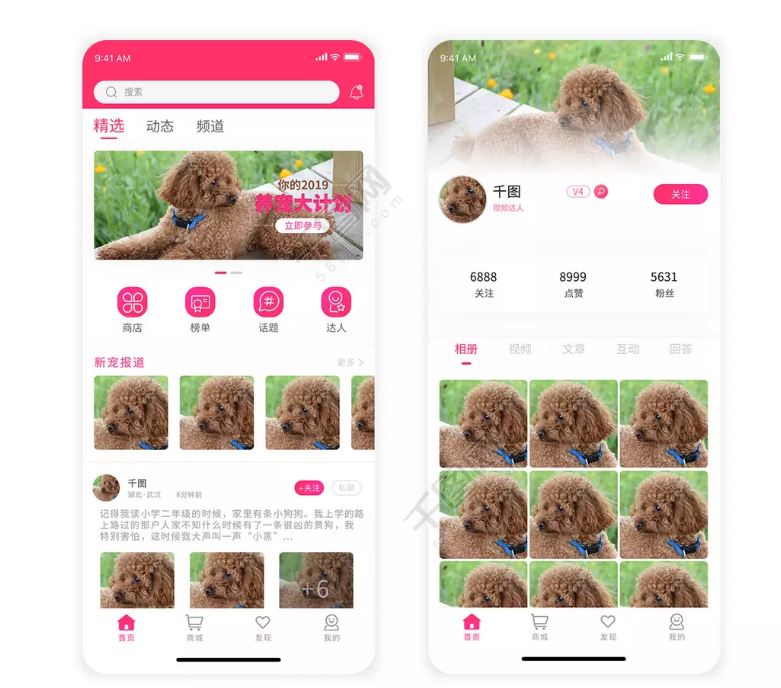 9:41 AM
搜索
精选 动态 频道
你的2019
养宠大计划
立即参与
商店 榜单 话题 达人
新宠报道
更多 >
千图
湖北·武汉 6分钟前
+关注 私聊
记得我读小学二年级的时候，家里有条小狗狗。我上学的路
上路过的那户人家不知什么时候有了一条很凶的黄狗，我
特别害怕，这时候我大声叫一声“小黑”...
+6
首页 商城 发现 我的
9:41 AM
千图
V4
视频达人
关注
6888 8999 5631
关注 点赞 粉丝
相册 视频 文章 互动 回答
首页 商城 发现 我的